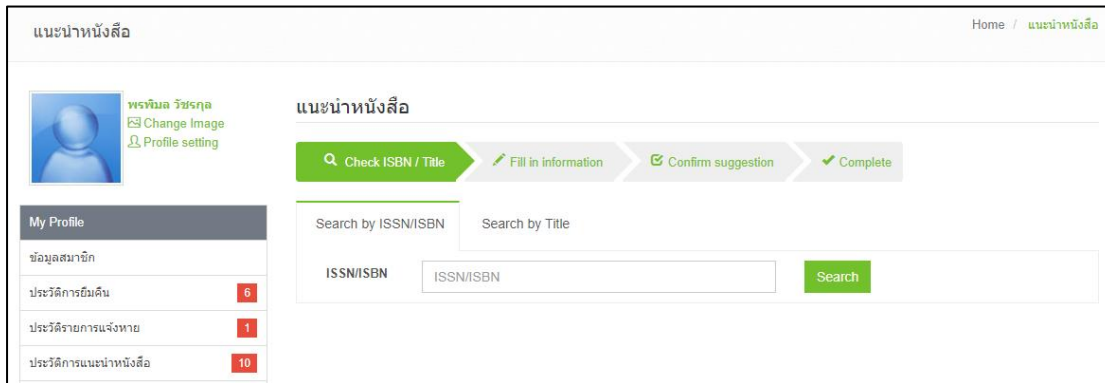 แนะนำหนังสือ
Home / แนะนำหนังสือ
พรพิมล วัชรกุล
Change Image
Profile setting
My Profile
ข้อมูลสมาชิก
ประวัติการยืมคืน 6
ประวัติรายการแจ้งหาย 1
ประวัติการแนะนำหนังสือ 10
แนะนำหนังสือ
Check ISBN / Title Fill in information Confirm suggestion Complete
Search by ISSN/ISBN Search by Title
ISSN/ISBN ISSN/ISBN Search